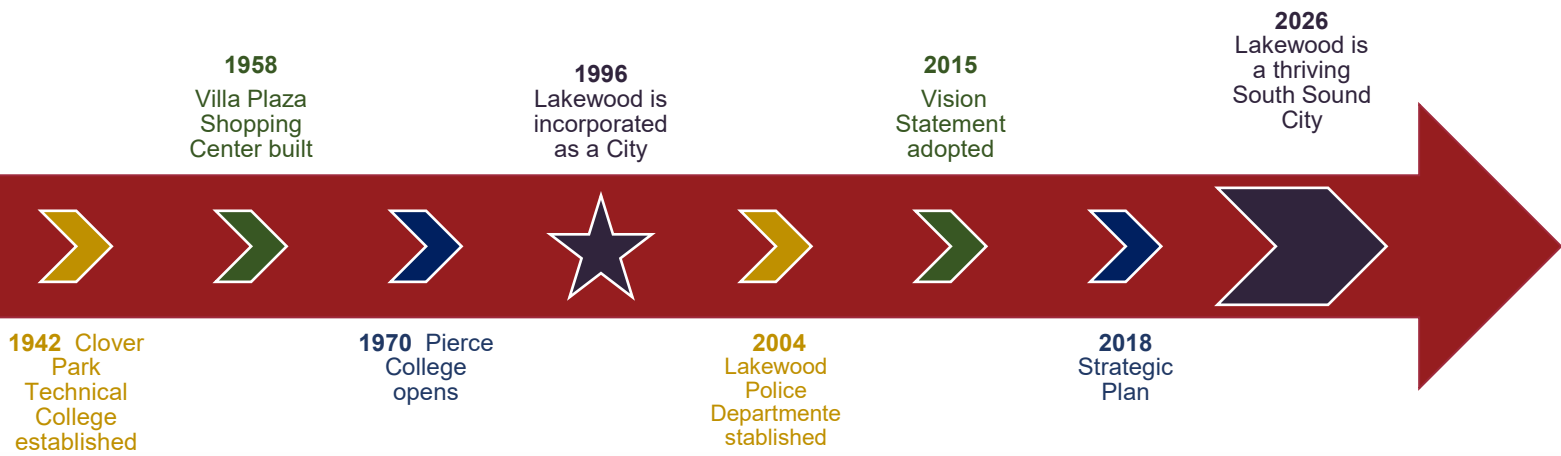 1942 Clover
Park
Technical
College
established
1958
Villa Plaza
Shopping
Center built
1970 Pierce
College
opens
1996
Lakewood is
incorporated
as a City
2004
Lakewood
Police
Departmente
stablished
2015
Vision
Statement
adopted
2018
Strategic
Plan
2026
Lakewood is
a thriving
South Sound
City